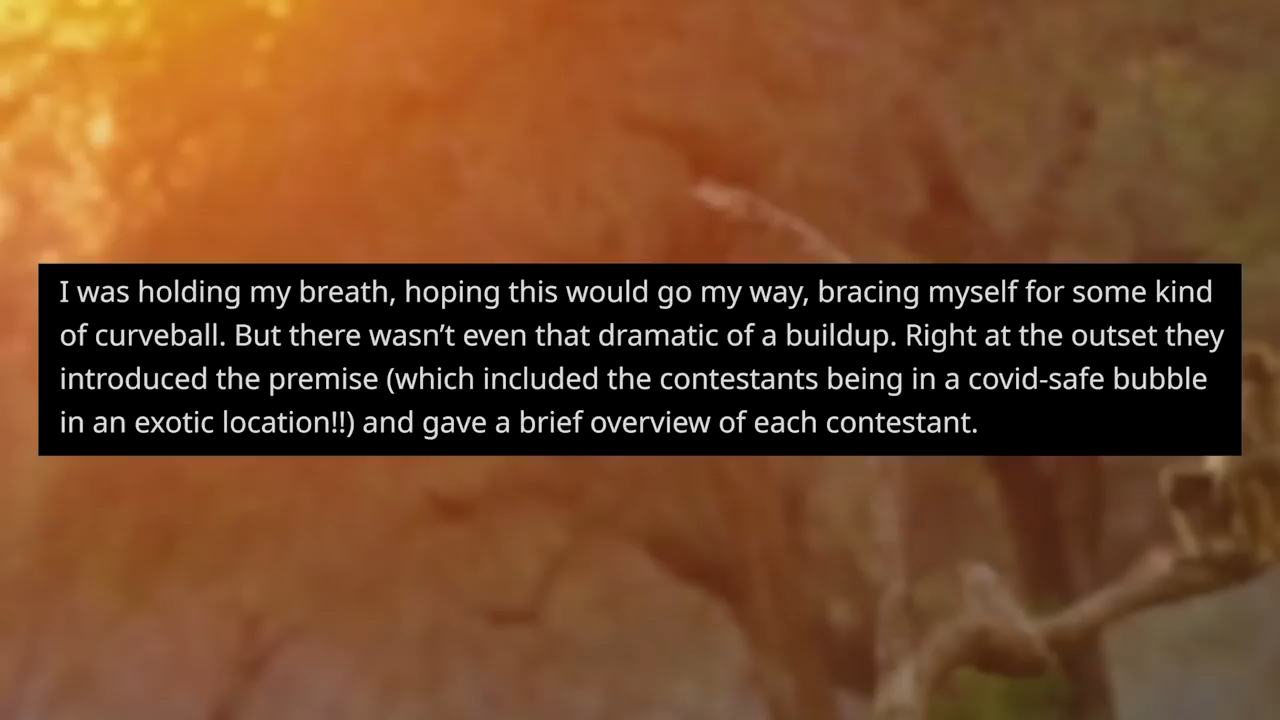 I was holding my breath, hoping this would go my way, bracing myself for some kind
of curveball. But there wasn’t even that dramatic of a buildup. Right at the outset they
introduced the premise (which included the contestants being in a covid-safe bubble
in an exotic location!!) and gave a brief overview of each contestant.